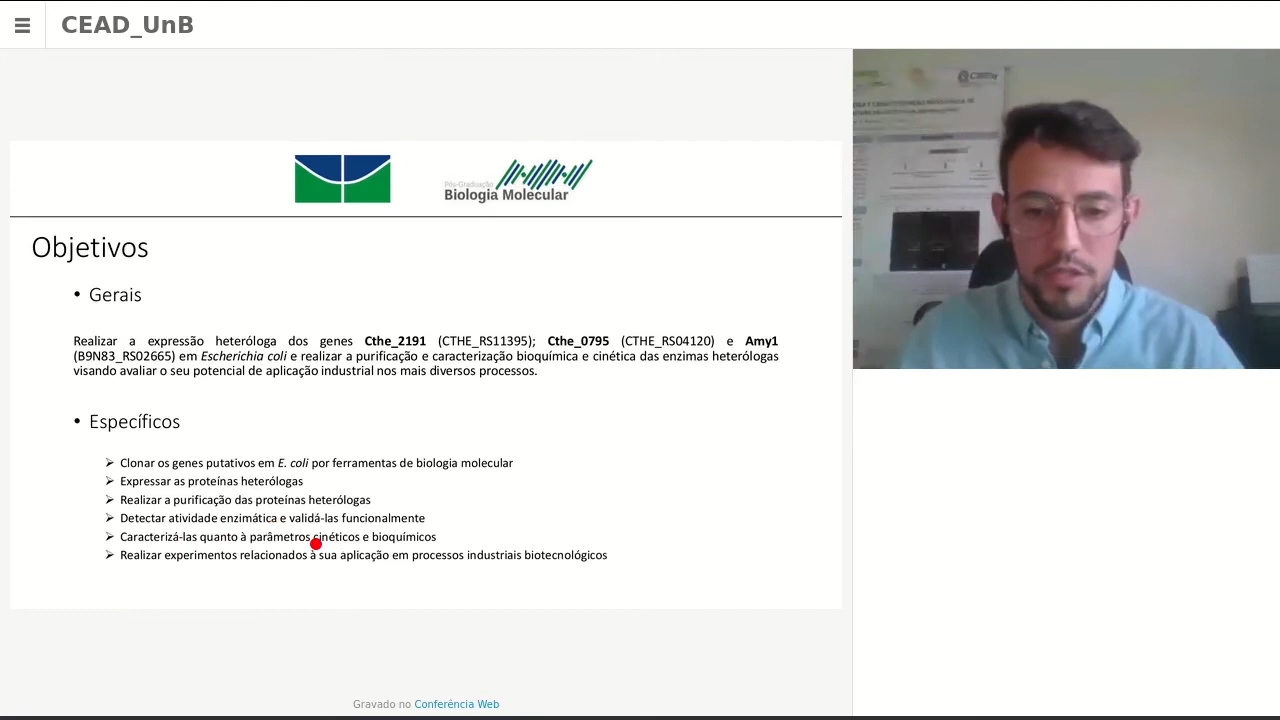 CEAD_UnB
Pós-Graduação
Biologia Molecular
Objetivos
• Gerais
Realizar a expressão heteróloga dos genes Cthe_2191 (CTHE_RS11395); Cthe_0795 (CTHE_RS04120) e Amy1
(B9N83_RS02665) em Escherichia coli e realizar a purificação e caracterização bioquímica e cinética das enzimas heterólogas
visando avaliar o seu potencial de aplicação industrial nos mais diversos processos.
• Específicos
➢ Clonar os genes putativos em E. coli por ferramentas de biologia molecular
➢ Expressar as proteínas heterólogas
➢ Realizar a purificação das proteínas heterólogas
➢ Detectar atividade enzimática e validá-las funcionalmente
➢ Caracterizá-las quanto à parâmetros cinéticos e bioquímicos
➢ Realizar experimentos relacionados à sua aplicação em processos industriais biotecnológicos
Gravado no Conferência Web